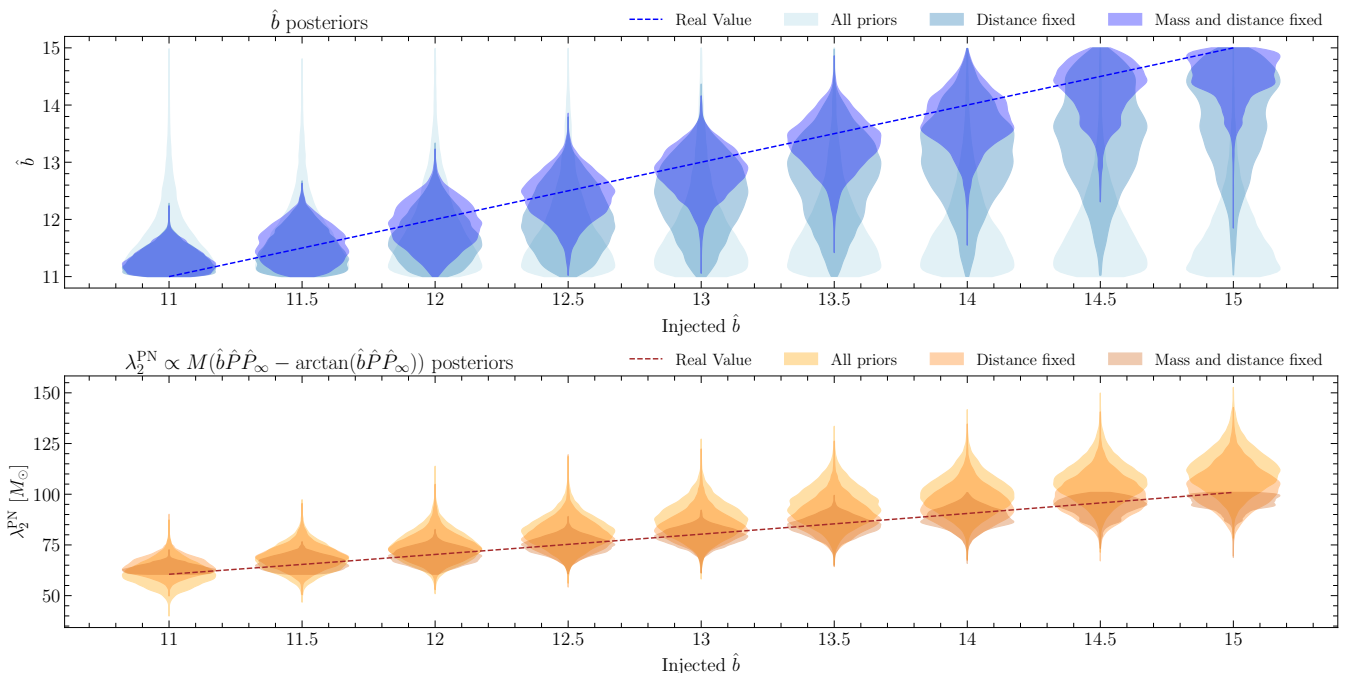 b̂ posteriors
Real Value All priors Distance fixed Mass and distance fixed
15
14
13
12
11
b̂
11 11.5 12 12.5 13 13.5 14 14.5 15
Injected b̂
λ₂^PN ∝ M(b̂P̂P̂∞ − arctan(b̂P̂P̂∞)) posteriors
Real Value All priors Distance fixed Mass and distance fixed
150
125
100
75
50
λ₂^PN [M⊙]
11 11.5 12 12.5 13 13.5 14 14.5 15
Injected b̂